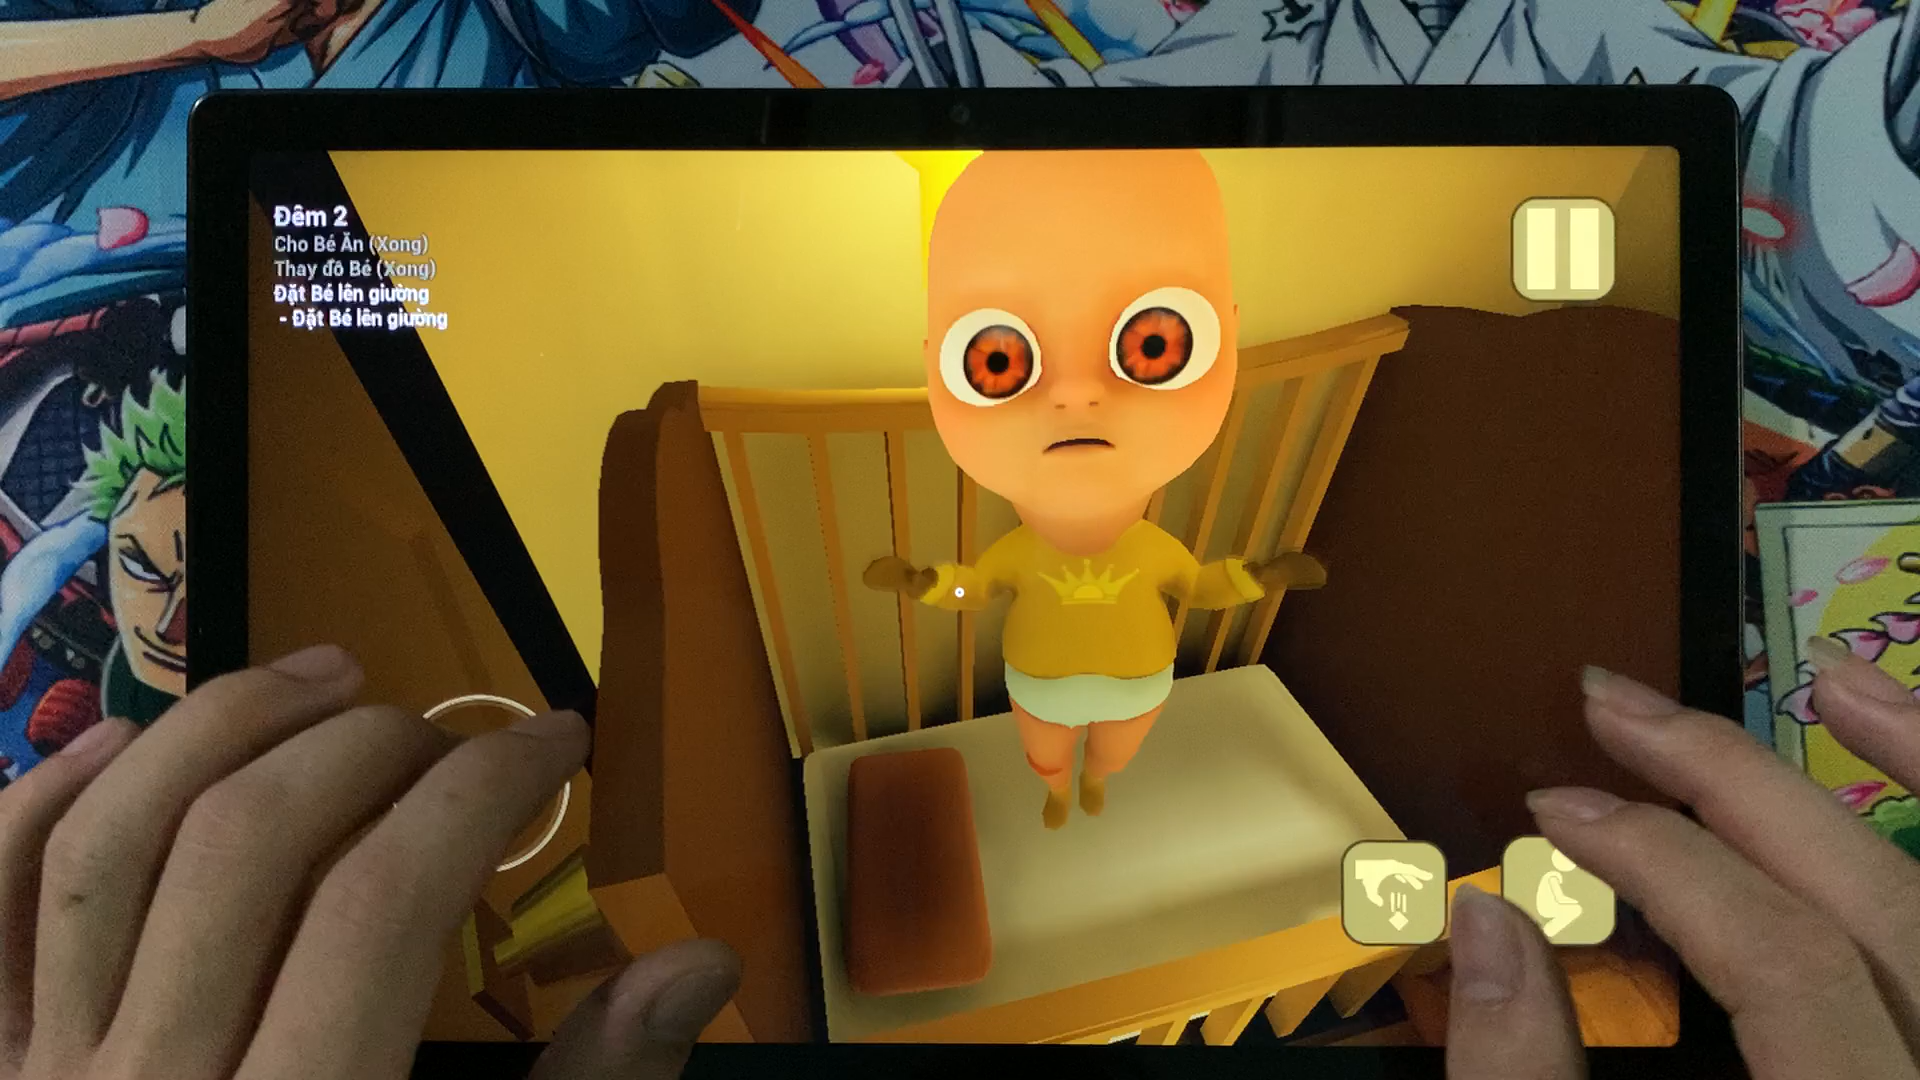 Đêm 2
Cho Bé Ăn (Xong)
Thay đồ Bé (Xong)
Đặt Bé lên giường
- Đặt Bé lên giường